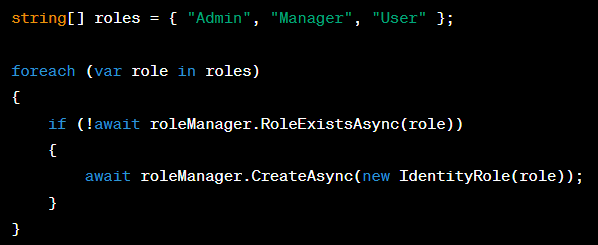 string[] roles = { "Admin", "Manager", "User" };

foreach (var role in roles)
{
    if (!await roleManager.RoleExistsAsync(role))
    {
        await roleManager.CreateAsync(new IdentityRole(role));
    }
}